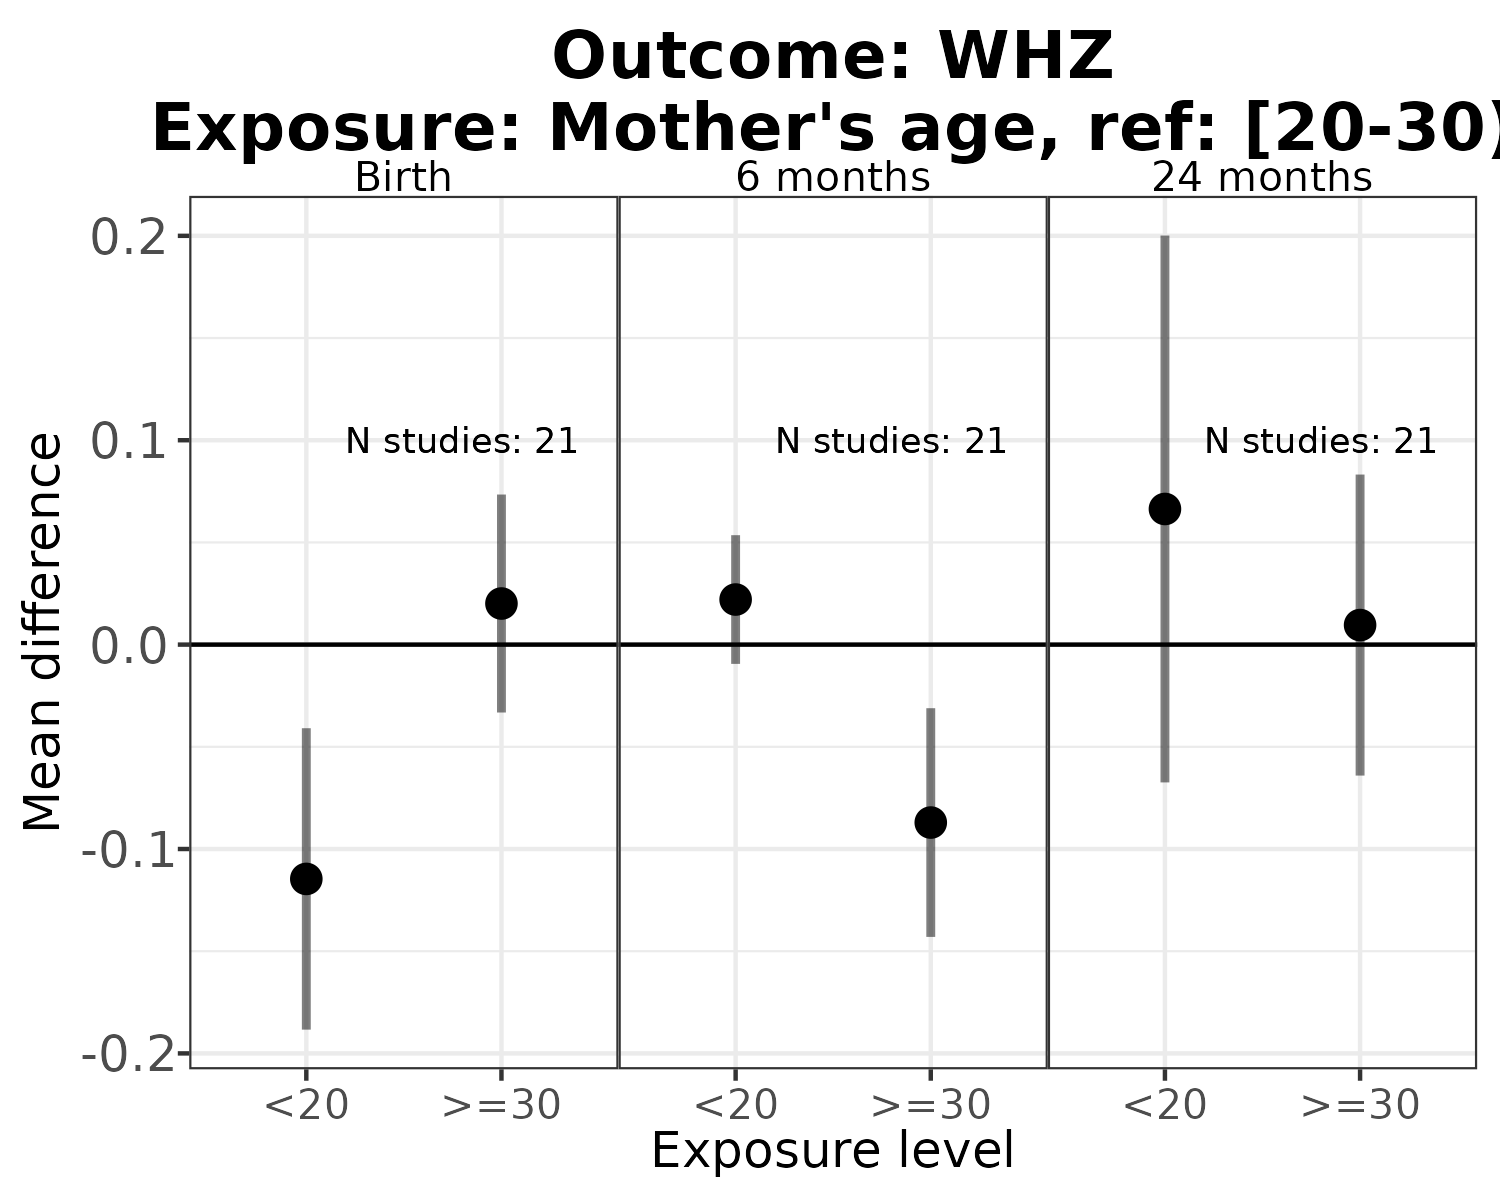 Outcome: WHZ
Exposure: Mother's age, ref: [20-30)
Birth 6 months 24 months
0.2
0.1
0.0
-0.1
-0.2
Mean difference
N studies: 21 N studies: 21 N studies: 21
<20 >=30 <20 >=30 <20 >=30
Exposure level